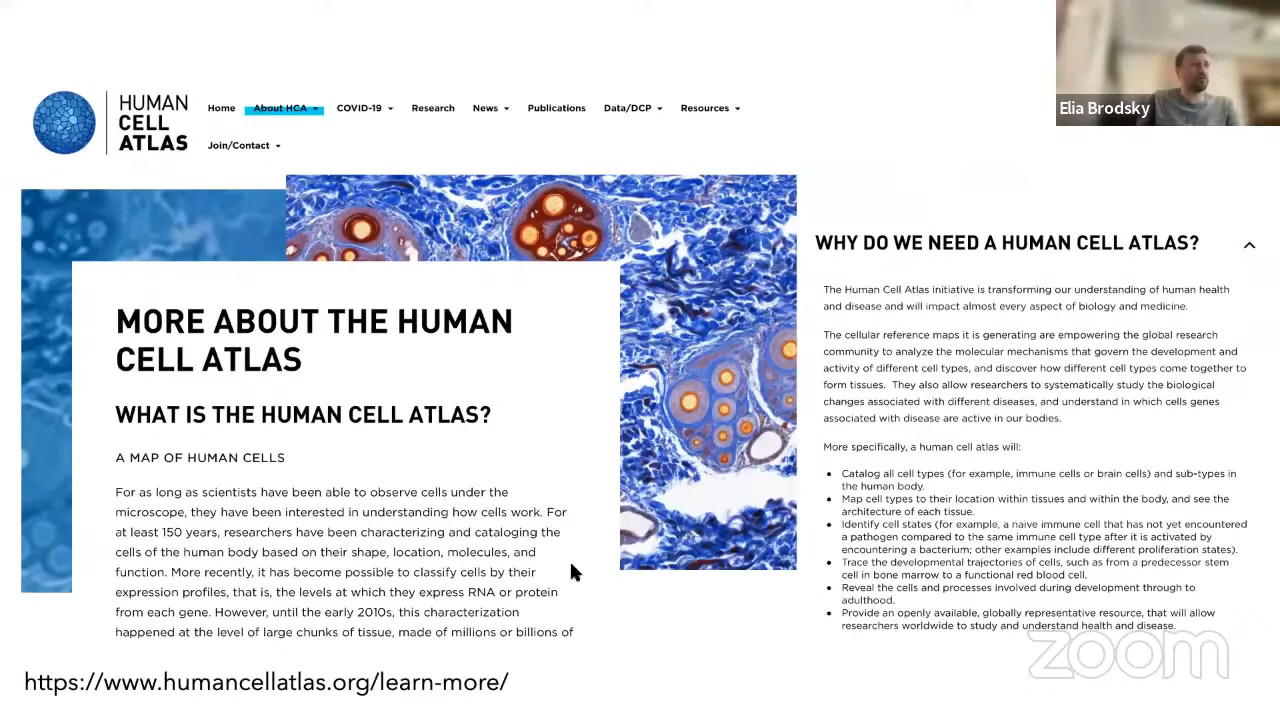 Elia Brodsky
HUMAN
CELL
ATLAS
Home
About HCA
COVID-19
Research
News
Publications
Data/DCP
Resources
Join/Contact
MORE ABOUT THE HUMAN
CELL ATLAS
WHAT IS THE HUMAN CELL ATLAS?
A MAP OF HUMAN CELLS
For as long as scientists have been able to observe cells under the
microscope, they have been interested in understanding how cells work. For
at least 150 years, researchers have been characterizing and cataloging the
cells of the human body based on their shape, location, molecules, and
function. More recently, it has become possible to classify cells by their
expression profiles, that is, the levels at which they express RNA or protein
from each gene. However, until the early 2010s, this characterization
happened at the level of large chunks of tissue, made of millions or billions of
WHY DO WE NEED A HUMAN CELL ATLAS?
The Human Cell Atlas initiative is transforming our understanding of human health
and disease and will impact almost every aspect of biology and medicine.
The cellular reference maps it is generating are empowering the global research
community to analyze the molecular mechanisms that govern the development and
activity of different cell types, and discover how different cell types come together to
form tissues. They also allow researchers to systematically study the biological
changes associated with different diseases, and understand in which cells genes
associated with disease are active in our bodies.
More specifically, a human cell atlas will:
• Catalog all cell types (for example, immune cells or brain cells) and sub-types in
the human body.
• Map cell types to their location within tissues and within the body, and see the
architecture of each tissue.
• Identify cell states (for example, a naive immune cell that has not yet encountered
a pathogen compared to the same immune cell type after it is activated by
encountering a bacterium; other examples include different proliferation states).
• Trace the developmental trajectories of cells, such as from a predecessor stem
cell in bone marrow to a functional red blood cell.
• Reveal the cells and processes involved during development through to
adulthood.
• Provide an openly available, globally representative resource, that will allow
researchers worldwide to study and understand health and disease.
zoom
https://www.humancellatlas.org/learn-more/